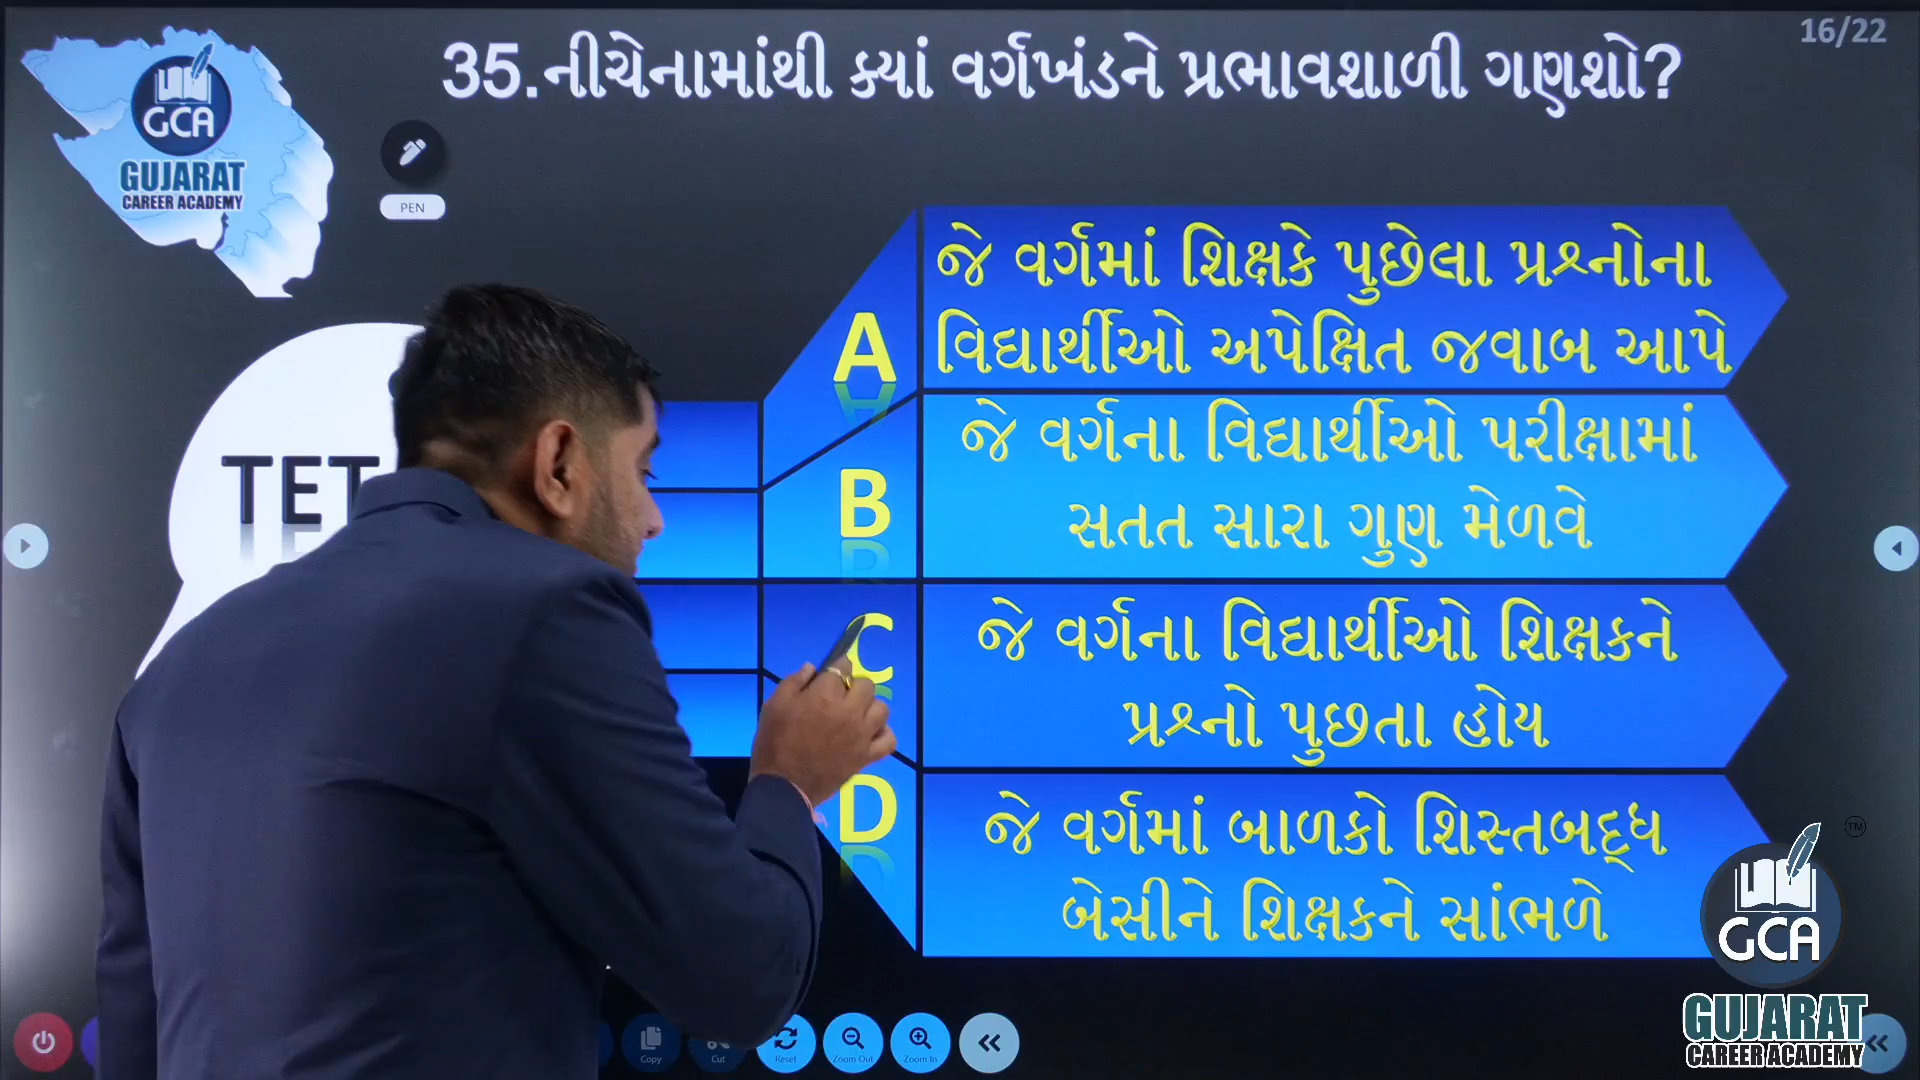 16/22
35.નીચેનામાંથી ક્યાં વર્ગખંડને પ્રભાવશાળી ગણશો?
GCA
GUJARAT
CAREER ACADEMY
PEN
TET
A
જે વર્ગમાં શિક્ષકે પુછેલા પ્રશ્નોના
વિદ્યાર્થીઓ અપેક્ષિત જવાબ આપે
B
જે વર્ગના વિદ્યાર્થીઓ પરીક્ષામાં
સતત સારા ગુણ મેળવે
C
જે વર્ગના વિદ્યાર્થીઓ શિક્ષકને
પ્રશ્નો પુછતા હોય
D
જે વર્ગમાં બાળકો શિસ્તબદ્ધ
બેસીને શિક્ષકને સાંભળે
TM
GCA
GUJARAT
CAREER ACADEMY
Copy
Cut
Reset
Zoom Out
Zoom In